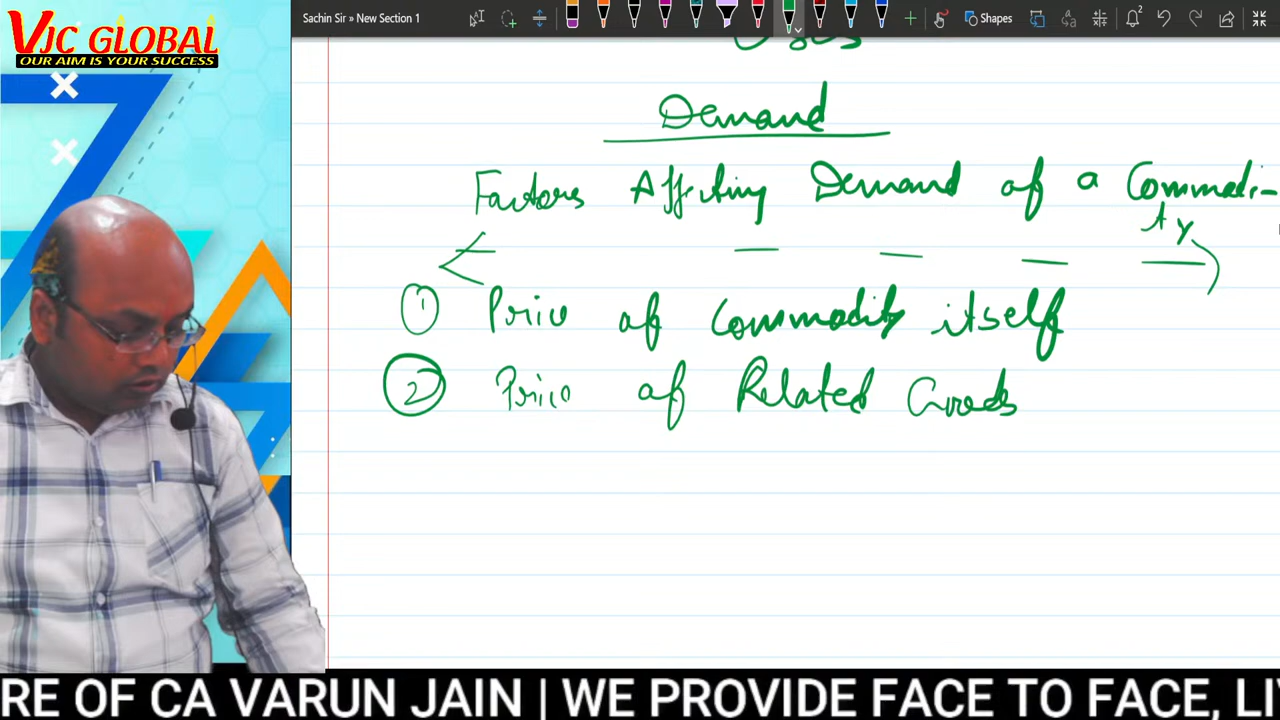 VJC GLOBAL
OUR AIM IS YOUR SUCCESS
Sachin Sir » New Section 1
Shapes
Uses
Demand
Factors Affecting Demand of a Commodi-
ty
① Price of Commodity itself
② Price of Related Goods
RE OF CA VARUN JAIN | WE PROVIDE FACE TO FACE, LI